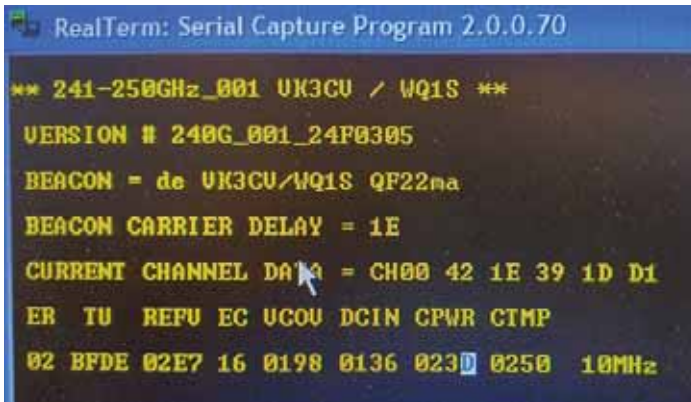 RealTerm: Serial Capture Program 2.0.0.70
** 241-250GHz_001 VK3CV / WQ1S **
VERSION # 240G_001_24F0305
BEACON = de VK3CV/WQ1S QF22ma
BEACON CARRIER DELAY = 1E
CURRENT CHANNEL DATA = CH00 42 1E 39 1D D1
ER TU REFV EC VCOV DCIN CPWR CTMP
02 BFDE 02E7 16 0198 0136 023D 0250 10MHz